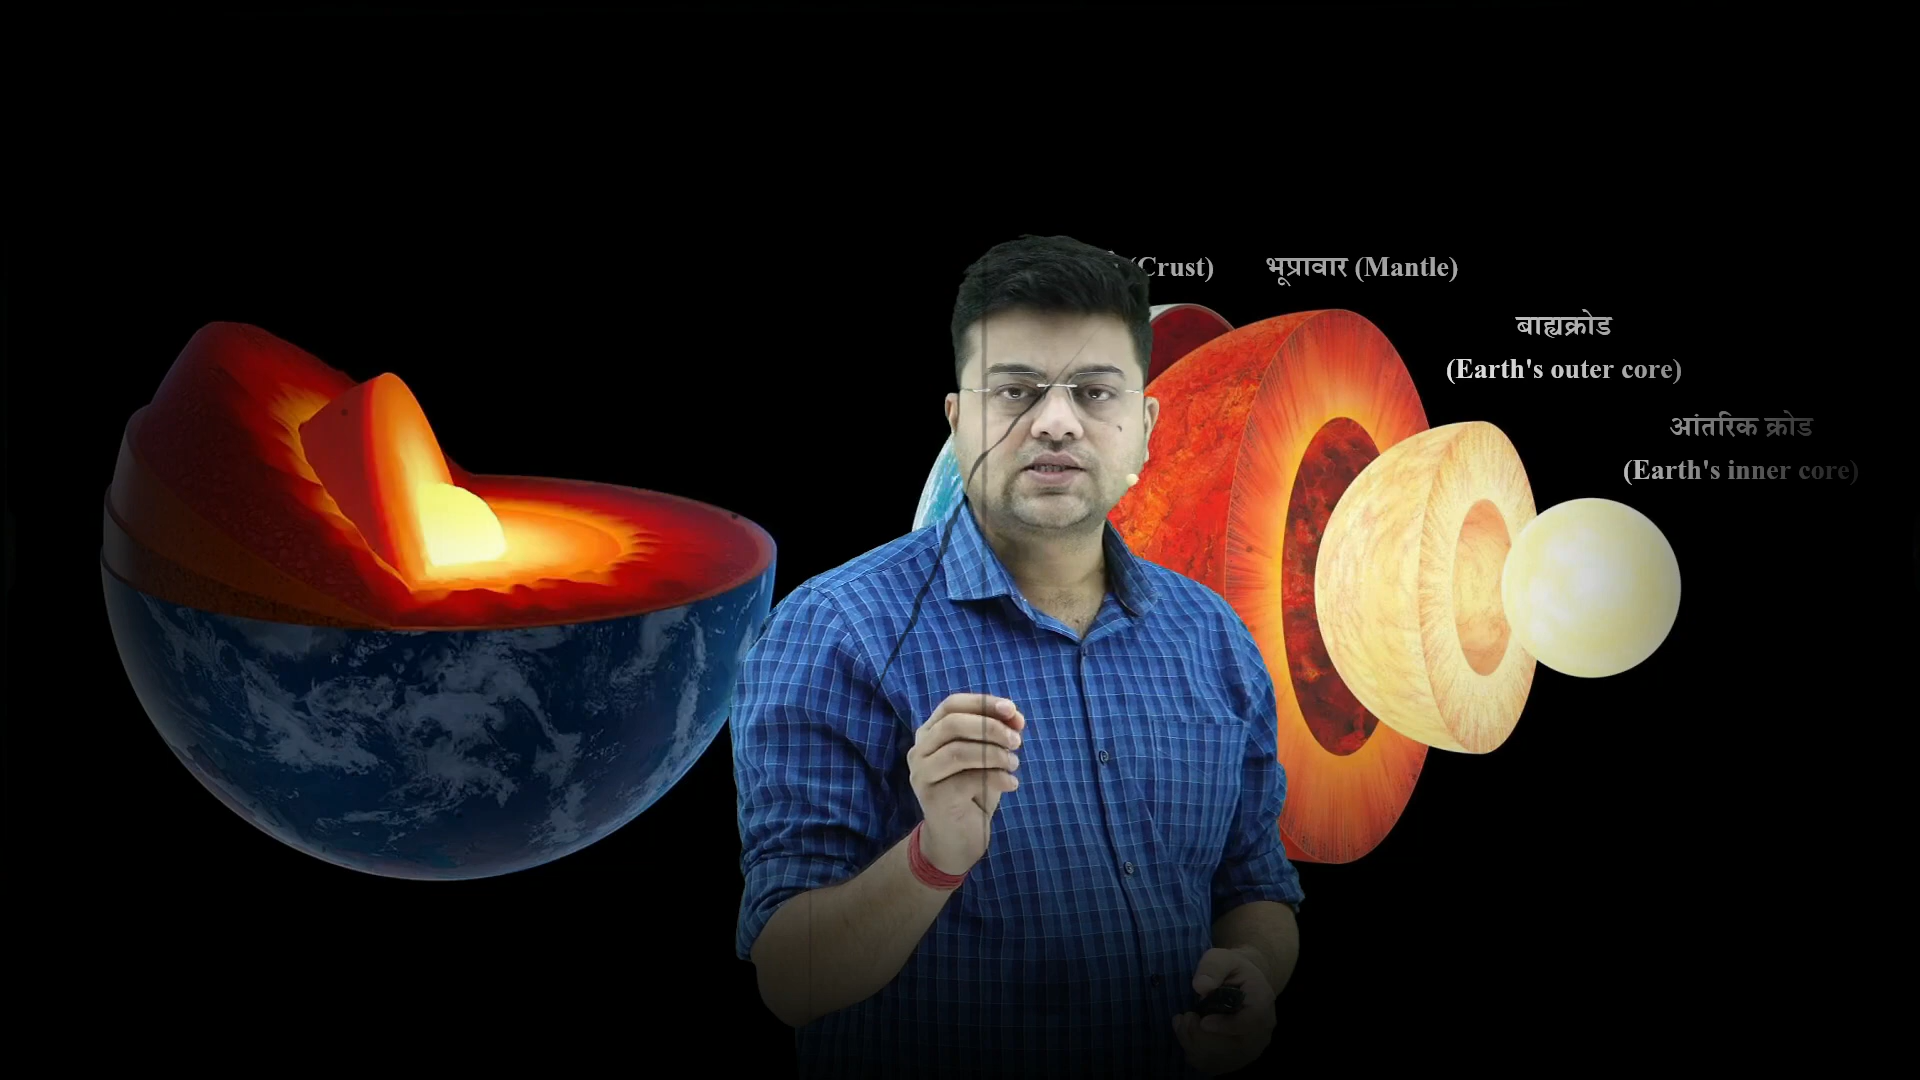 (Crust)
भूप्रावार (Mantle)
बाह्यक्रोड
(Earth's outer core)
आंतरिक क्रोड
(Earth's inner core)